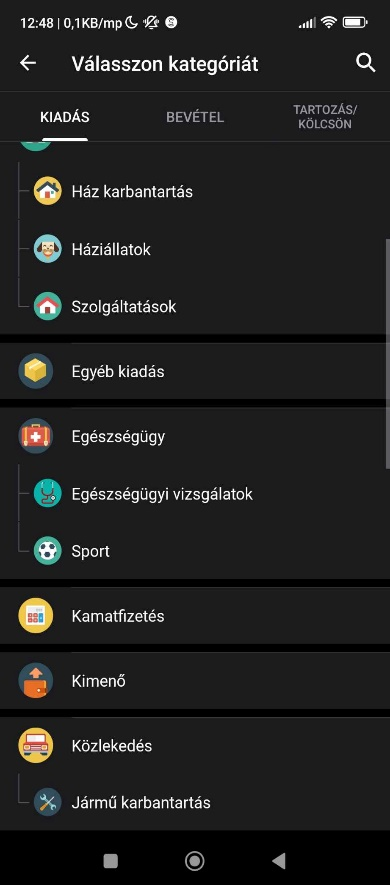 12:48 | 0,1KB/mp
Válasszon kategóriát
KIADÁS
BEVÉTEL
TARTOZÁS/
KÖLCSÖN
Ház karbantartás
Háziállatok
Szolgáltatások
Egyéb kiadás
Egészségügy
Egészségügyi vizsgálatok
Sport
Kamatfizetés
Kimenő
Közlekedés
Jármű karbantartás